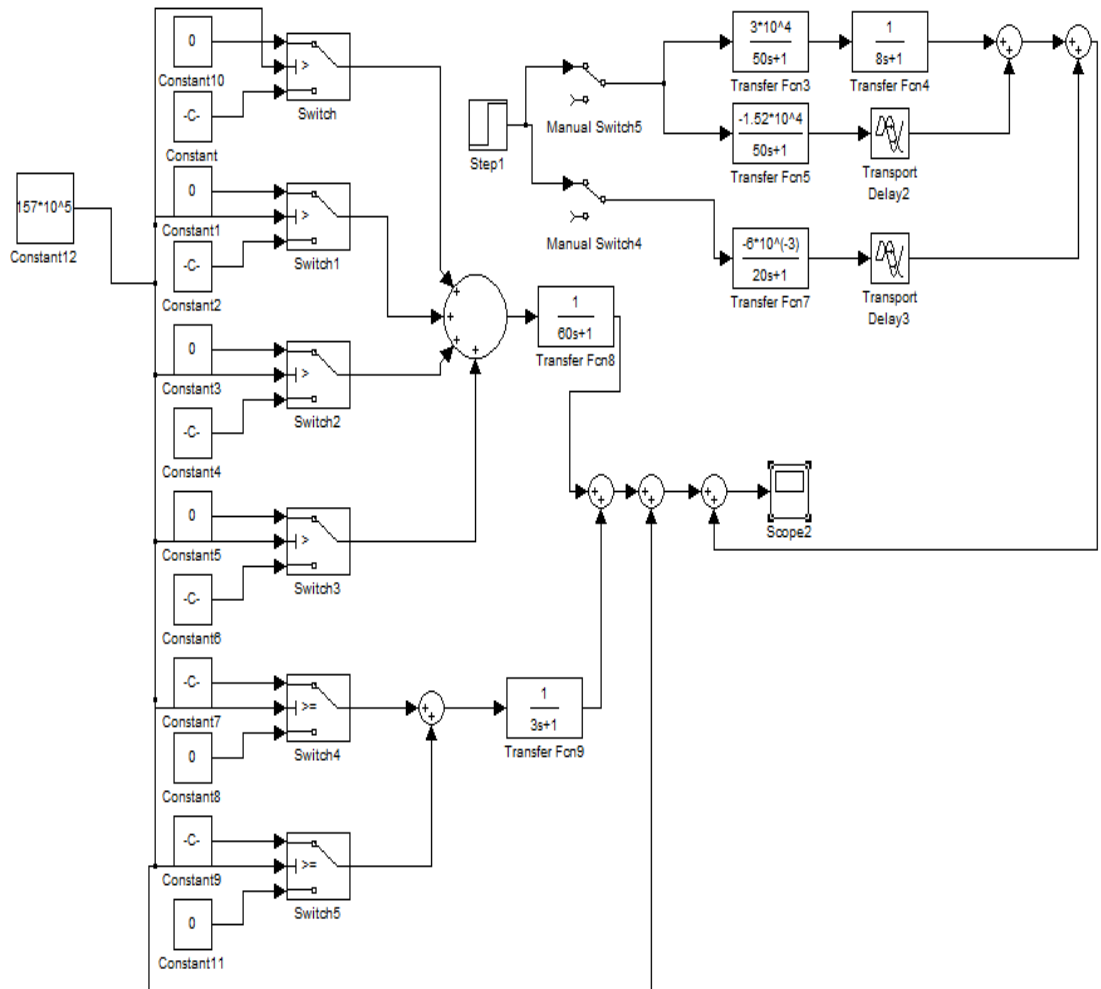 0
Constant10
>
Switch
-C-
Constant
157*10^5
Constant12
0
Constant1
>
Switch1
-C-
Constant2
0
Constant3
>
Switch2
-C-
Constant4
0
Constant5
>
Switch3
-C-
Constant6
-C-
Constant7
>=
Switch4
0
Constant8
-C-
Constant9
>=
Switch5
0
Constant11
+
+
+
+
1
60s+1
Transfer Fcn8
+
+
1
3s+1
Transfer Fcn9
Step1
Manual Switch5
Manual Switch4
3*10^4
50s+1
Transfer Fcn3
1
8s+1
Transfer Fcn4
-1.52*10^4
50s+1
Transfer Fcn5
Transport
Delay2
-6*10^(-3)
20s+1
Transfer Fcn7
Transport
Delay3
+
+
+
+
+
+
+
+
+
+
Scope2